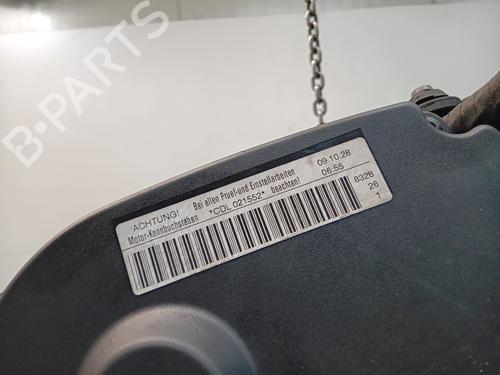 B-PARTS
ACHTUNG! Bei allen Pruef-und Einstellarbeiten
Motor-Kennbuchstaben *CDL 021552* beachten!
09.10.28
06:55
8328
26
1